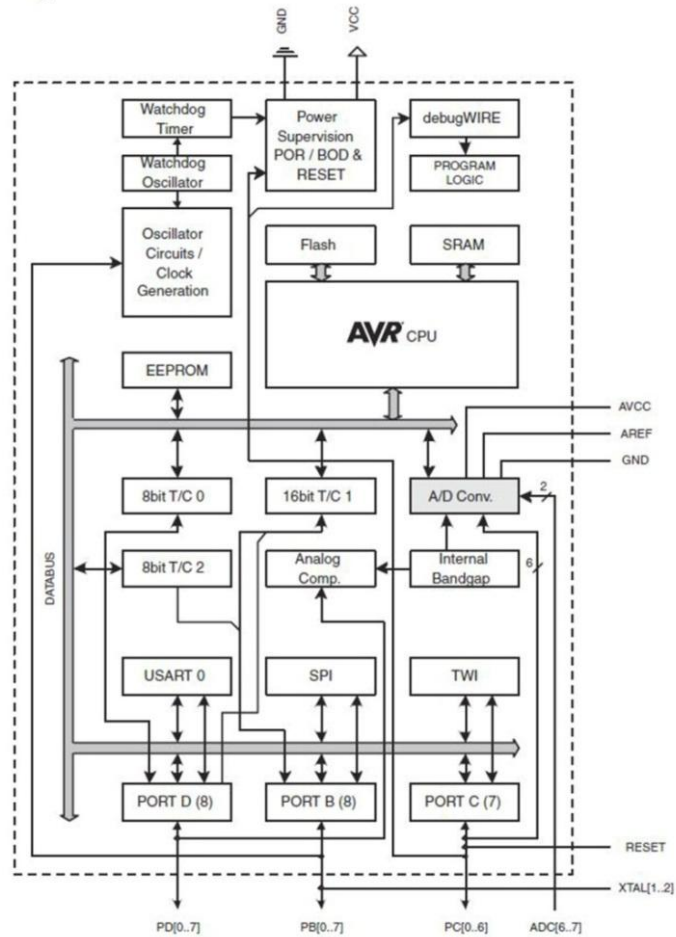 GND
VCC
Watchdog
Timer
Power
Supervision
POR / BOD &
RESET
debugWIRE
Watchdog
Oscillator
PROGRAM
LOGIC
Oscillator
Circuits /
Clock
Generation
Flash
SRAM
AVR CPU
EEPROM
AVCC
AREF
GND
8bit T/C 0
16bit T/C 1
A/D Conv.
2
DATABUS
8bit T/C 2
Analog
Comp.
Internal
Bandgap
6
USART 0
SPI
TWI
PORT D (8)
PORT B (8)
PORT C (7)
RESET
XTAL[1..2]
PD[0..7]
PB[0..7]
PC[0..6]
ADC[6..7]